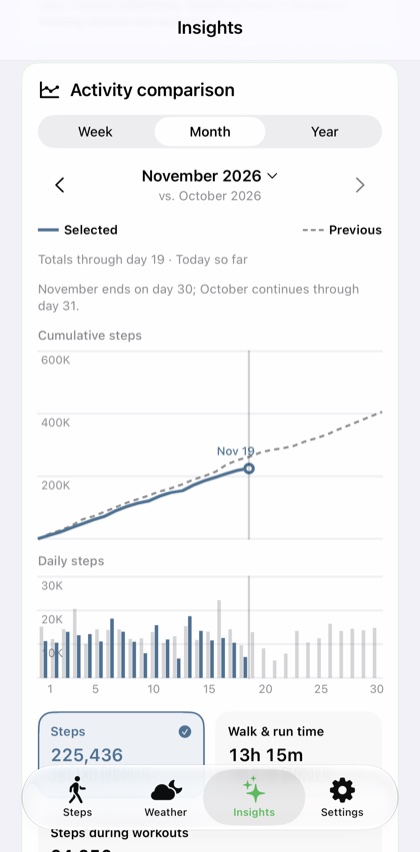 Insights
Activity comparison
Week Month Year
November 2026
vs. October 2026
Selected Previous
Totals through day 19 · Today so far
November ends on day 30; October continues through
day 31.
Cumulative steps
600K
400K
Nov 19
200K
Daily steps
30K
20K
10K
1 5 10 15 20 25 30
Steps Walk & run time
225,436 13h 15m
Steps Weather Insights Settings
Steps during workouts